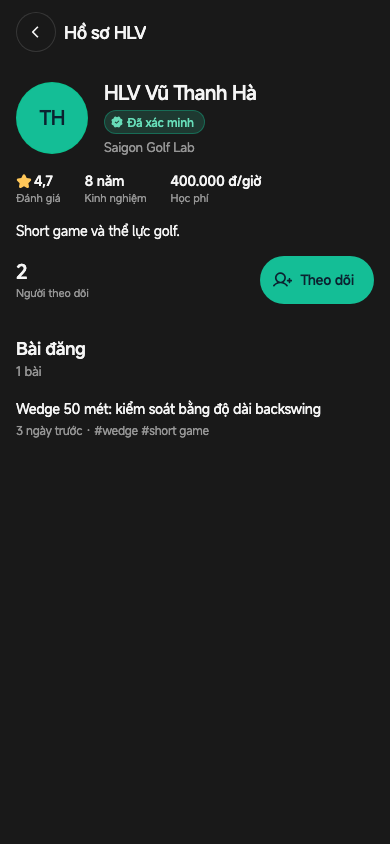 Hồ sơ HLV
TH
HLV Vũ Thanh Hà
Đã xác minh
Saigon Golf Lab
4,7
Đánh giá
8 năm
Kinh nghiệm
400.000 đ/giờ
Học phí
Short game và thể lực golf.
2
Người theo dõi
Theo dõi
Bài đăng
1 bài
Wedge 50 mét: kiểm soát bằng độ dài backswing
3 ngày trước · #wedge #short game